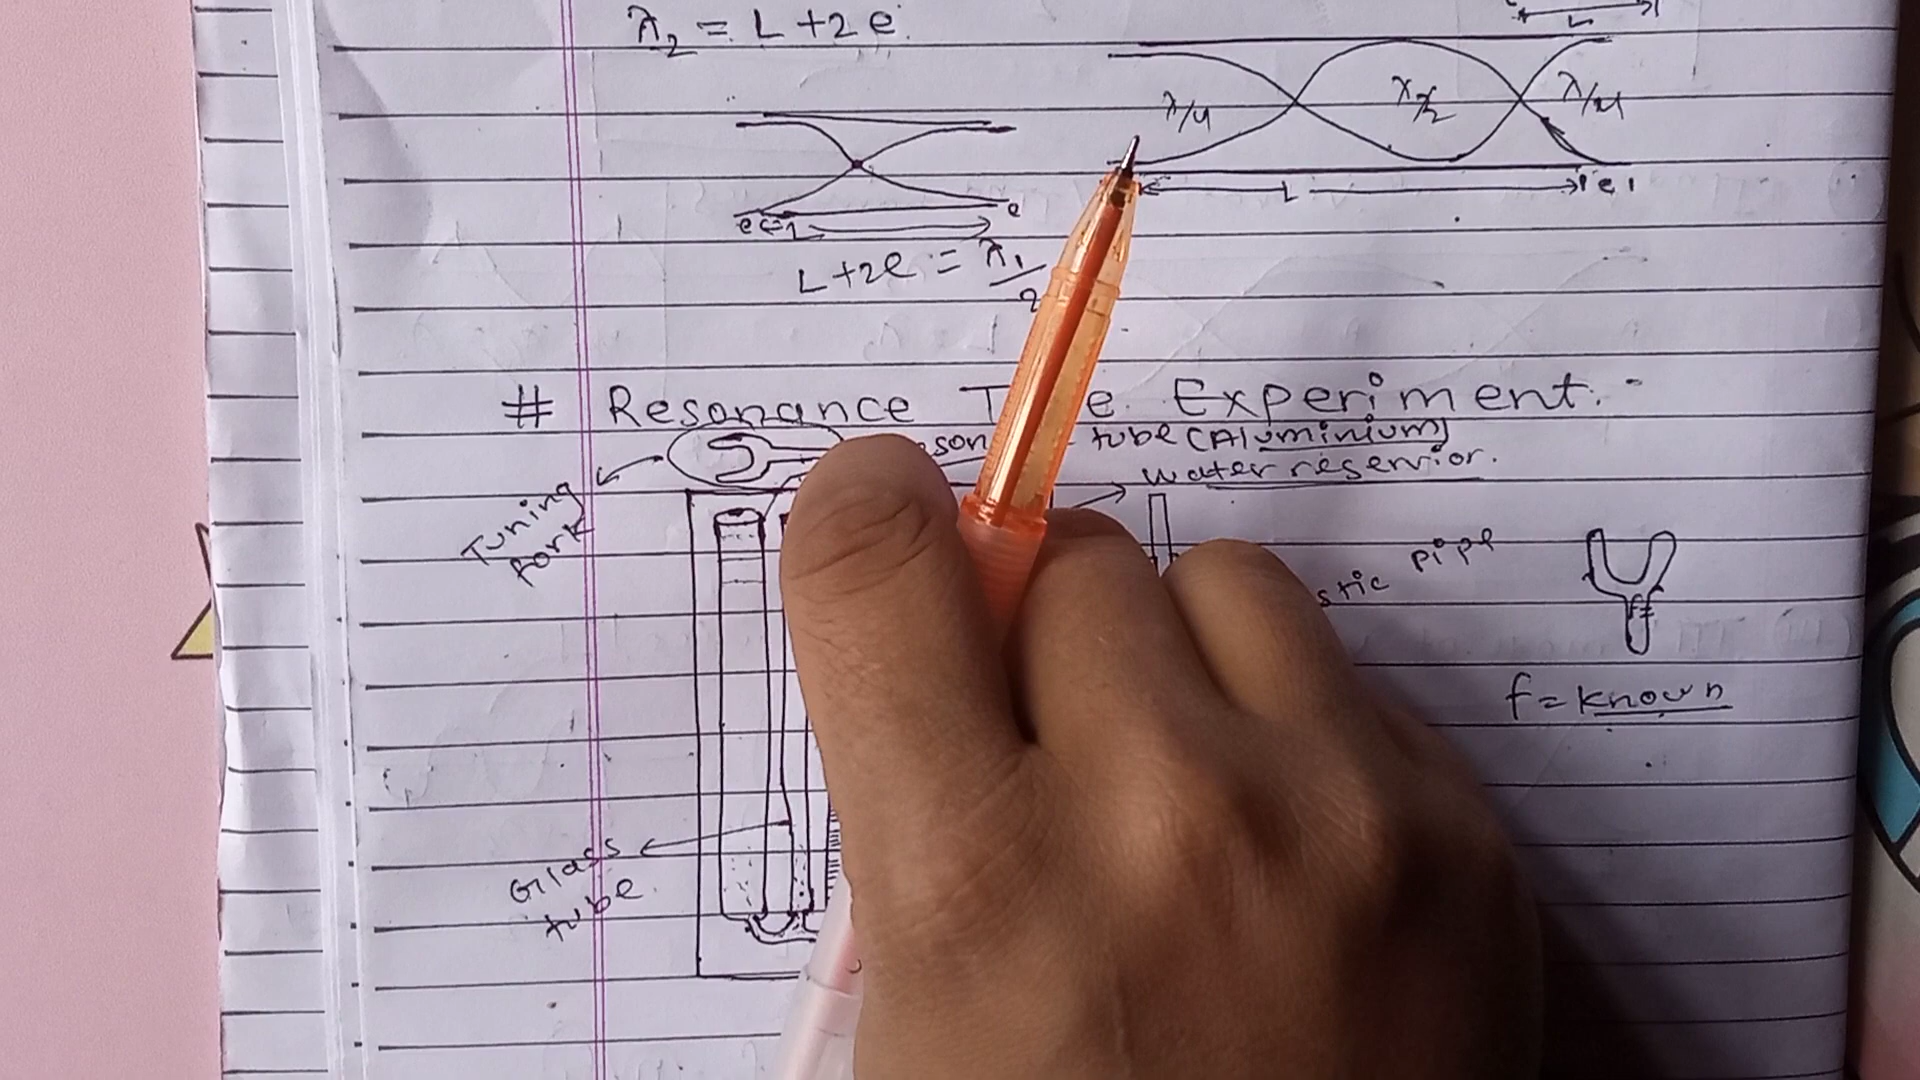 λ₂ = L + 2e
L
λ/4 λ/2 λ/4
e L e
L e
L + 2e = λ₁/2
# Resonance T e Experiment :-
tube (Aluminium)
water reservior.
Tuning
fork
pipe
f = known
Glass
tube